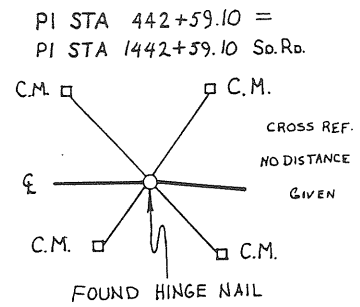 PI STA 442+59.10 =
PI STA 1442+59.10 SD.RD.
C.M.
C.M.
CROSS REF.
NO DISTANCE
GIVEN
℄
C.M.
C.M.
FOUND HINGE NAIL